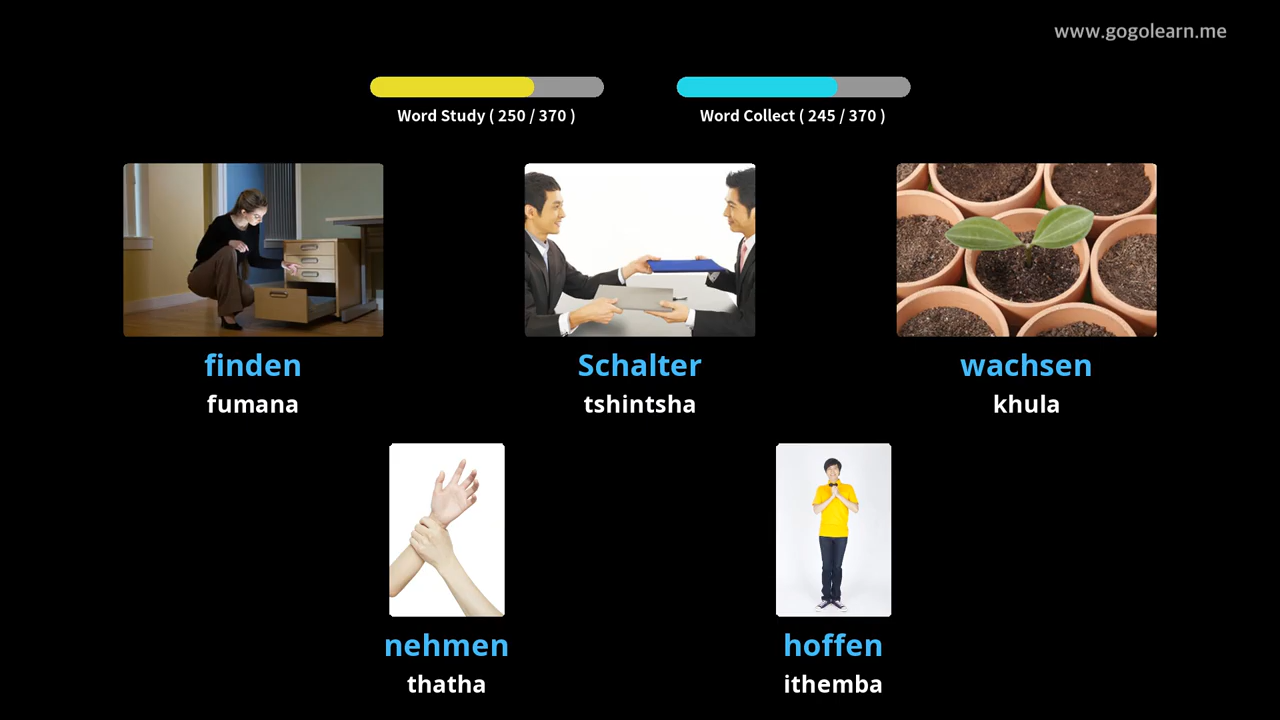 www.gogolearn.me
Word Study ( 250 / 370 )
Word Collect ( 245 / 370 )
finden
fumana
Schalter
tshintsha
wachsen
khula
nehmen
thatha
hoffen
ithemba